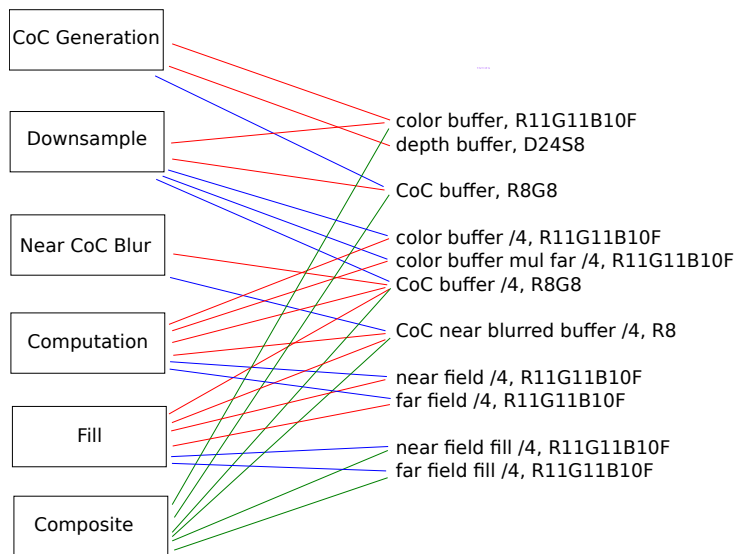 CoC Generation
Downsample
Near CoC Blur
Computation
Fill
Composite
color buffer, R11G11B10F
depth buffer, D24S8
CoC buffer, R8G8
color buffer /4, R11G11B10F
color buffer mul far /4, R11G11B10F
CoC buffer /4, R8G8
CoC near blurred buffer /4, R8
near field /4, R11G11B10F
far field /4, R11G11B10F
near field fill /4, R11G11B10F
far field fill /4, R11G11B10F